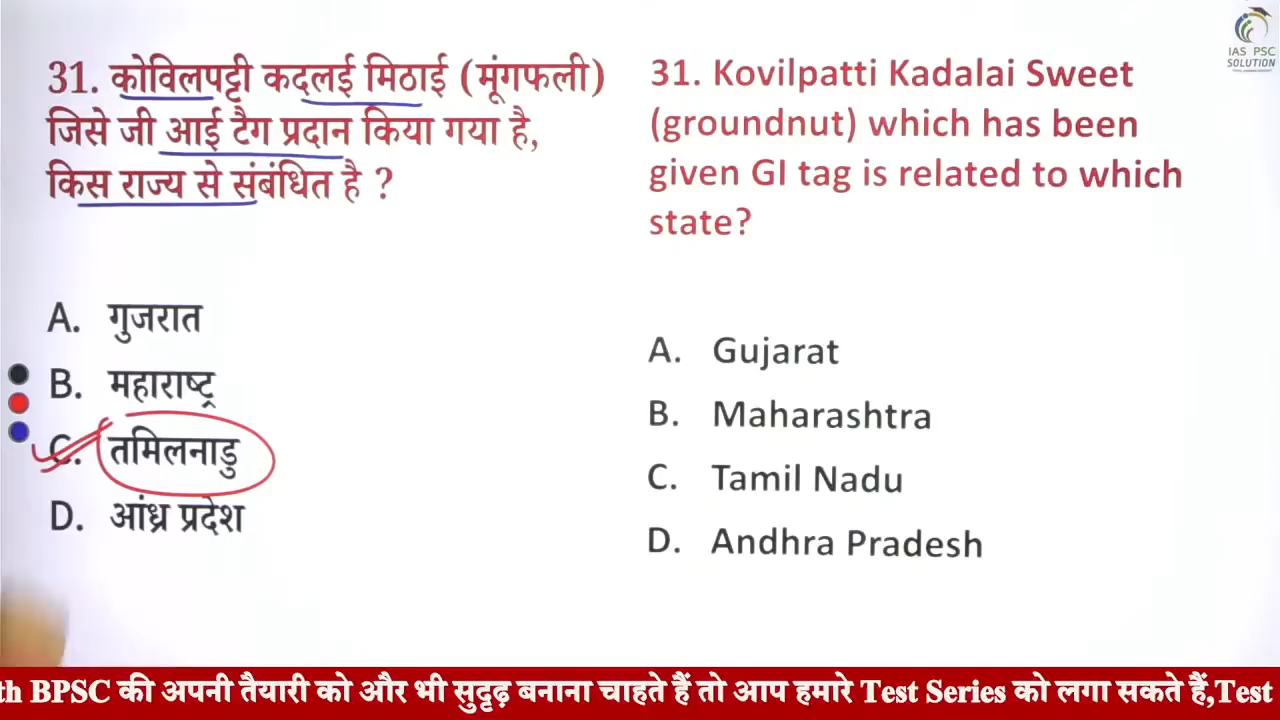 31. कोविलपट्टी कदलई मिठाई (मूंगफली)
जिसे जी आई टैग प्रदान किया गया है,
किस राज्य से संबंधित है ?
A. गुजरात
B. महाराष्ट्र
C. तमिलनाडु
D. आंध्र प्रदेश
31. Kovilpatti Kadalai Sweet
(groundnut) which has been
given GI tag is related to which
state?
A. Gujarat
B. Maharashtra
C. Tamil Nadu
D. Andhra Pradesh
IAS PSC
SOLUTION
th BPSC की अपनी तैयारी को और भी सुदृढ़ बनाना चाहते हैं तो आप हमारे Test Series को लगा सकते हैं,Test